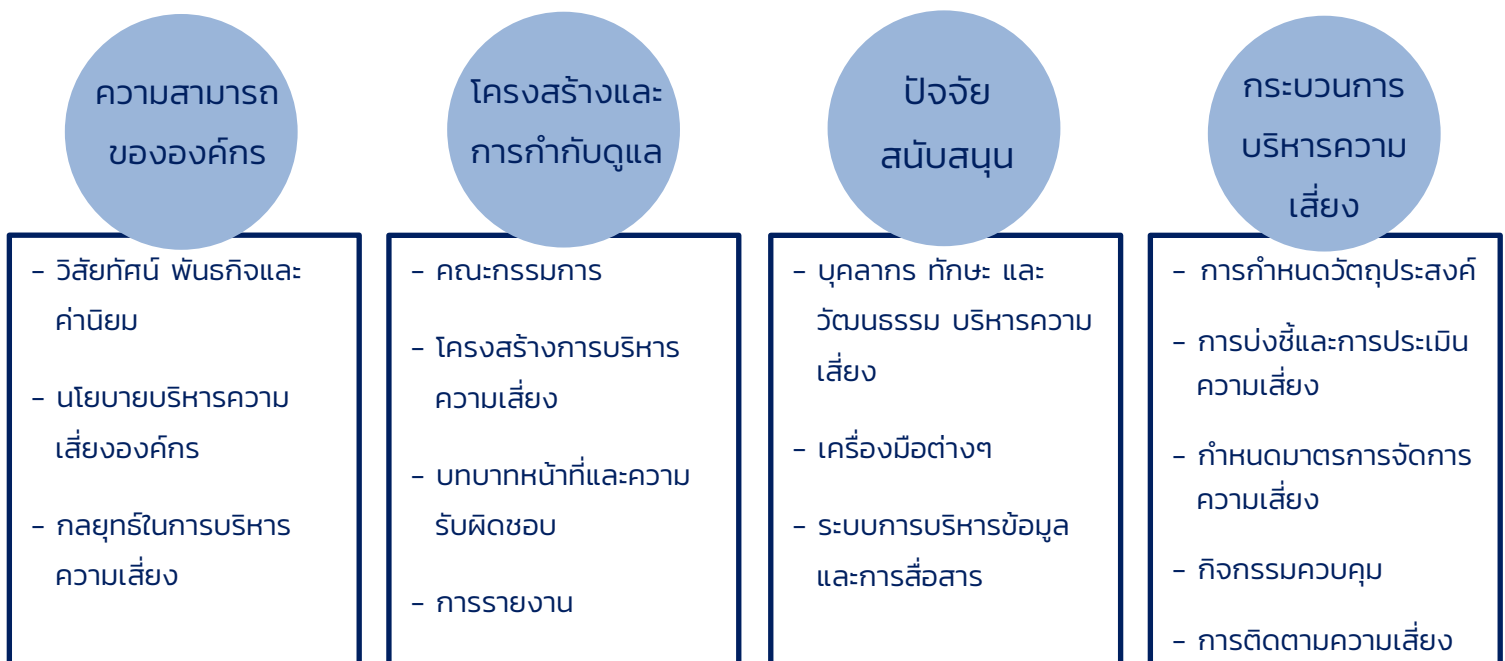 ความสามารถ
ขององค์กร
- วิสัยทัศน์ พันธกิจและ
ค่านิยม
- นโยบายบริหารความ
เสี่ยงองค์กร
- กลยุทธ์ในการบริหาร
ความเสี่ยง
โครงสร้างและ
การกำกับดูแล
- คณะกรรมการ
- โครงสร้างการบริหาร
ความเสี่ยง
- บทบาทหน้าที่และความ
รับผิดชอบ
- การรายงาน
ปัจจัย
สนับสนุน
- บุคลากร ทักษะ และ
วัฒนธรรม บริหารความ
เสี่ยง
- เครื่องมือต่างๆ
- ระบบการบริหารข้อมูล
และการสื่อสาร
กระบวนการ
บริหารความ
เสี่ยง
- การกำหนดวัตถุประสงค์
- การบ่งชี้และการประเมิน
ความเสี่ยง
- กำหนดมาตรการจัดการ
ความเสี่ยง
- กิจกรรมควบคุม
- การติดตามความเสี่ยง